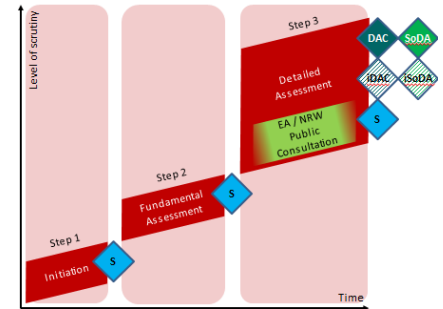 Level of scrutiny
Step 3
DAC
SoDA
Detailed
Assessment
iDAC
iSoDA
EA / NRW
Public
Consultation
S
Step 2
Fundamental
Assessment
S
Step 1
Initiation
S
Time